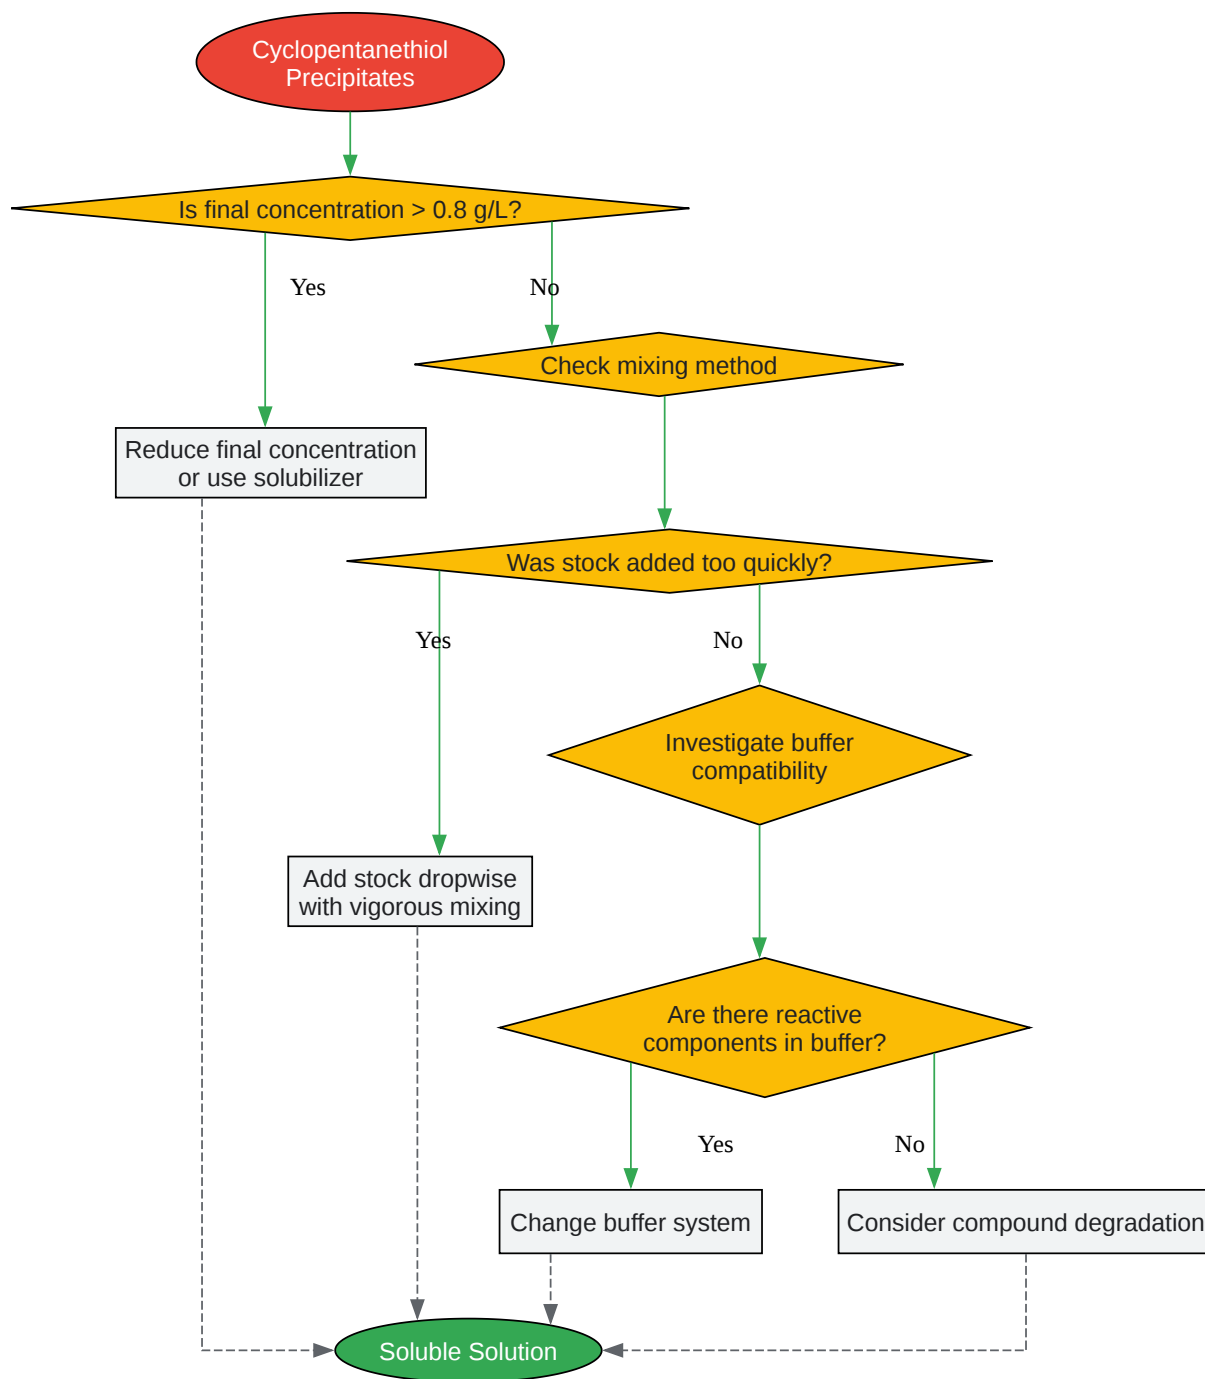 Cyclopentanethiol
Precipitates
Is final concentration > 0.8 g/L?
Yes
No
Check mixing method
Reduce final concentration
or use solubilizer
Was stock added too quickly?
Yes
No
Investigate buffer
compatibility
Add stock dropwise
with vigorous mixing
Are there reactive
components in buffer?
Yes
No
Change buffer system
Consider compound degradation
Soluble Solution